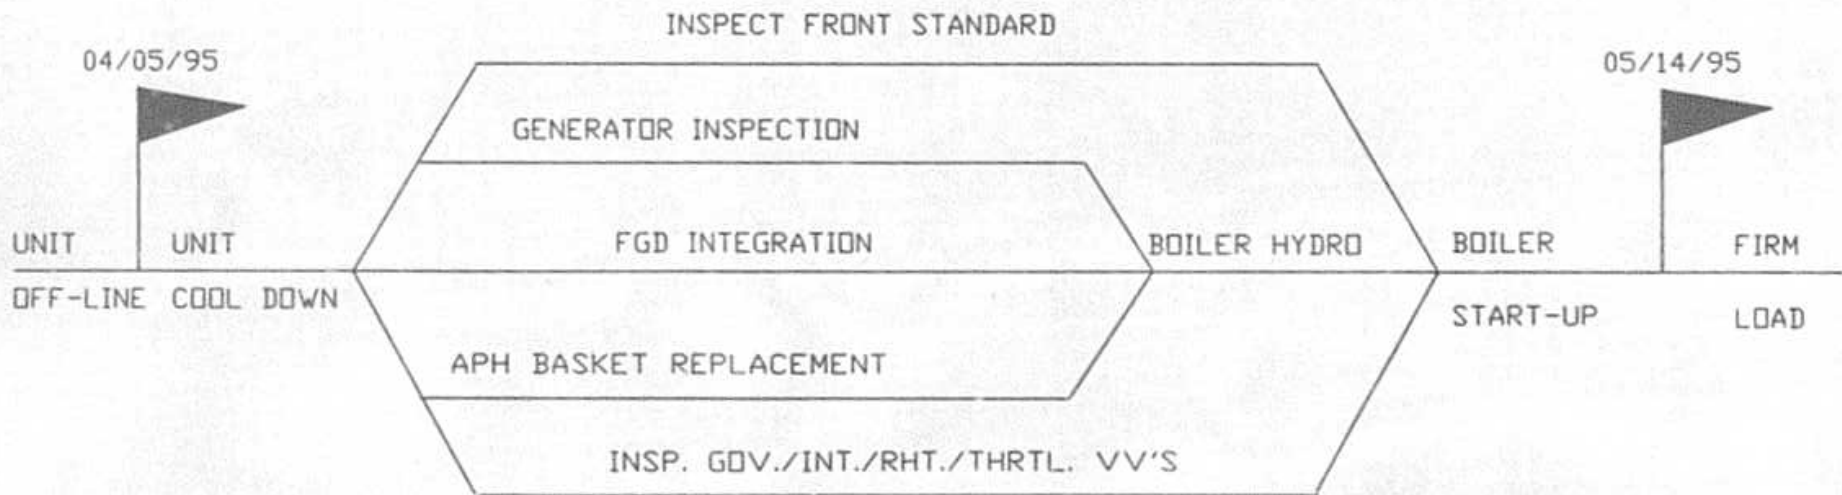 INSPECT FRONT STANDARD
04/05/95
05/14/95
GENERATOR INSPECTION
UNIT UNIT FGD INTEGRATION BOILER HYDRO BOILER FIRM
OFF-LINE COOL DOWN START-UP LOAD
APH BASKET REPLACEMENT
INSP. GOV./INT./RHT./THRTL. VV'S